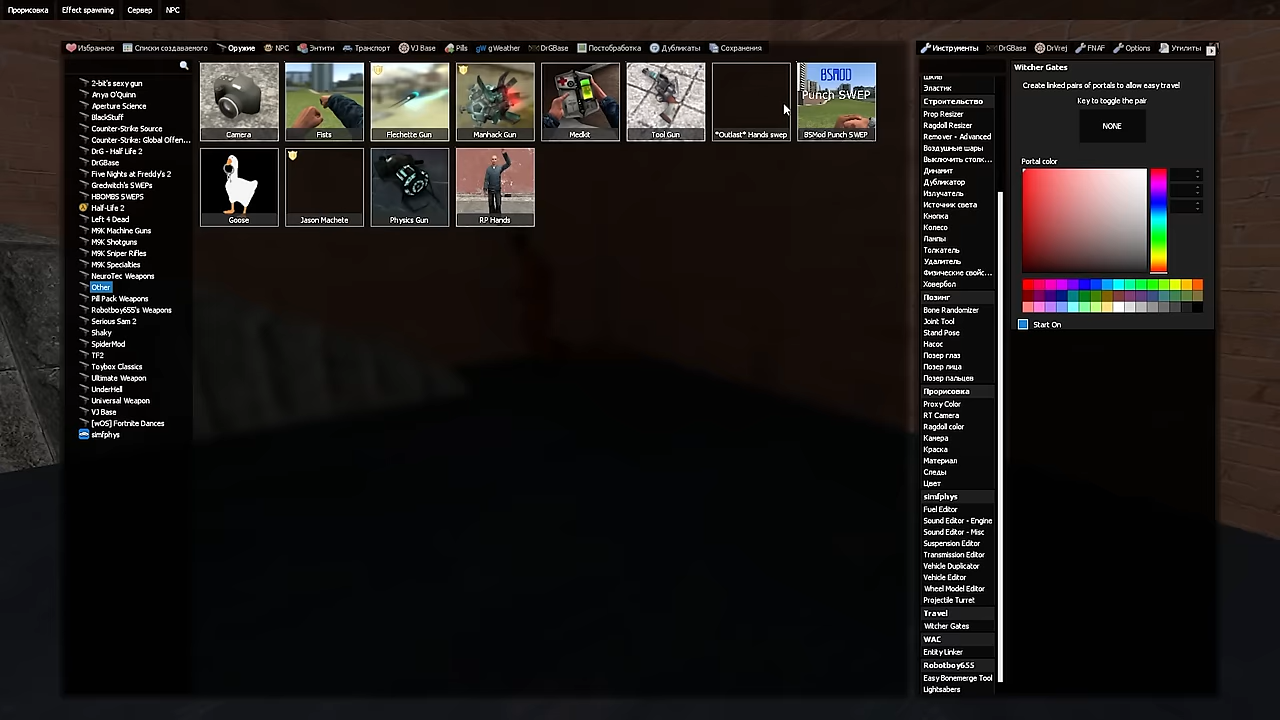 Прорисовка Effect spawning Сервер NPC
Избранное Списки создаваемого Оружие NPC Энтити Транспорт VJ Base Pills gWeather DrGBase Постобработка Дубликаты Сохранения
2-bit's sexy gun
Anya O'Quinn
Aperture Science
BlackStuff
Counter-Strike Source
Counter-Strike: Global Offen...
DrG - Half Life 2
DrGBase
Five Nights at Freddy's 2
Gredwitch's SWEPs
HBOMBS SWEPS
Half-Life 2
Left 4 Dead
M9K Machine Guns
M9K Shotguns
M9K Sniper Rifles
M9K Specialties
NeuroTec Weapons
Other
Pill Pack Weapons
Robotboy655's Weapons
Serious Sam 2
Shaky
SpiderMod
TF2
Toybox Classics
Ultimate Weapon
UnderHell
Universal Weapon
VJ Base
[wOS] Fortnite Dances
simfphys
BSMOD
Punch SWEP
Camera Fists Flechette Gun Manhack Gun Medkit Tool Gun *Outlast* Hands swep BSMod Punch SWEP
Goose Jason Machete Physics Gun RP Hands
Инструменты DrGBase DrVrej FNAF Options Утилиты
Шкив
Эластик
Строительство
Prop Resizer
Ragdoll Resizer
Remover - Advanced
Воздушные шары
Выключить столк...
Динамит
Дубликатор
Излучатель
Источник света
Кнопка
Колесо
Лампы
Толкатель
Удалитель
Физические свойс...
Ховербол
Позинг
Bone Randomizer
Joint Tool
Stand Pose
Насос
Позер глаз
Позер лица
Позер пальцев
Прорисовка
Proxy Color
RT Camera
Ragdoll color
Камера
Краска
Материал
Следы
Цвет
simfphys
Fuel Editor
Sound Editor - Engine
Sound Editor - Misc
Suspension Editor
Transmission Editor
Vehicle Duplicator
Vehicle Editor
Wheel Model Editor
Projectile Turret
Travel
Witcher Gates
WAC
Entity Linker
Robotboy655
Easy Bonemerge Tool
Lightsabers
Witcher Gates
Create linked pairs of portals to allow easy travel
Key to toggle the pair
NONE
Portal color
Start On